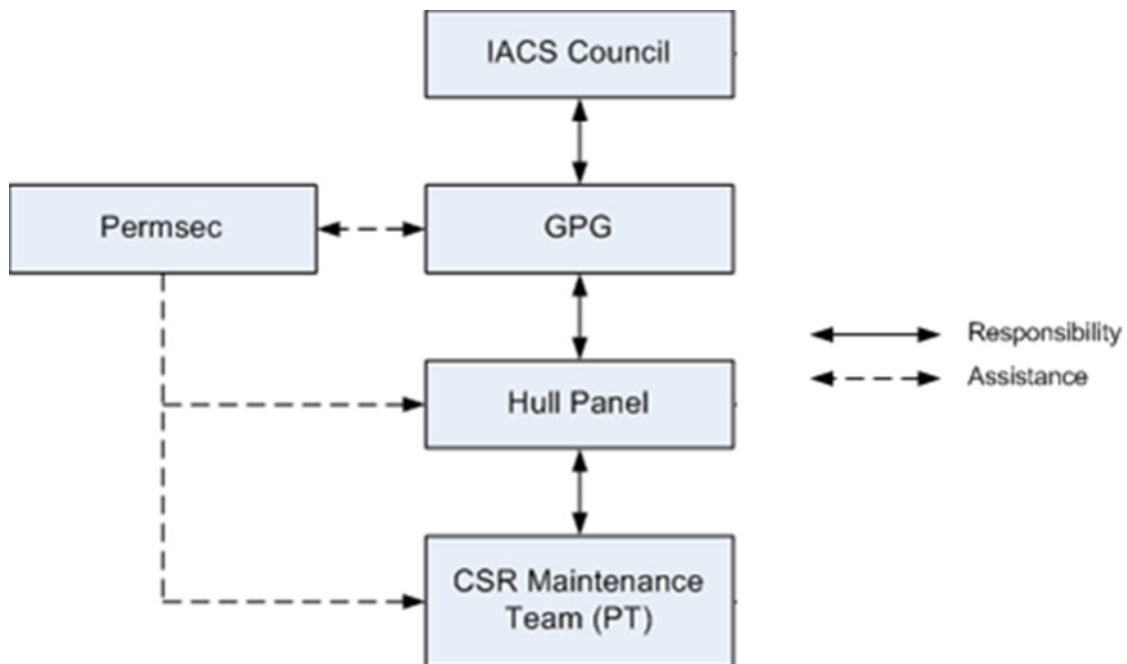 IACS Council
Permsec
GPG
Responsibility
Assistance
Hull Panel
CSR Maintenance
Team (PT)